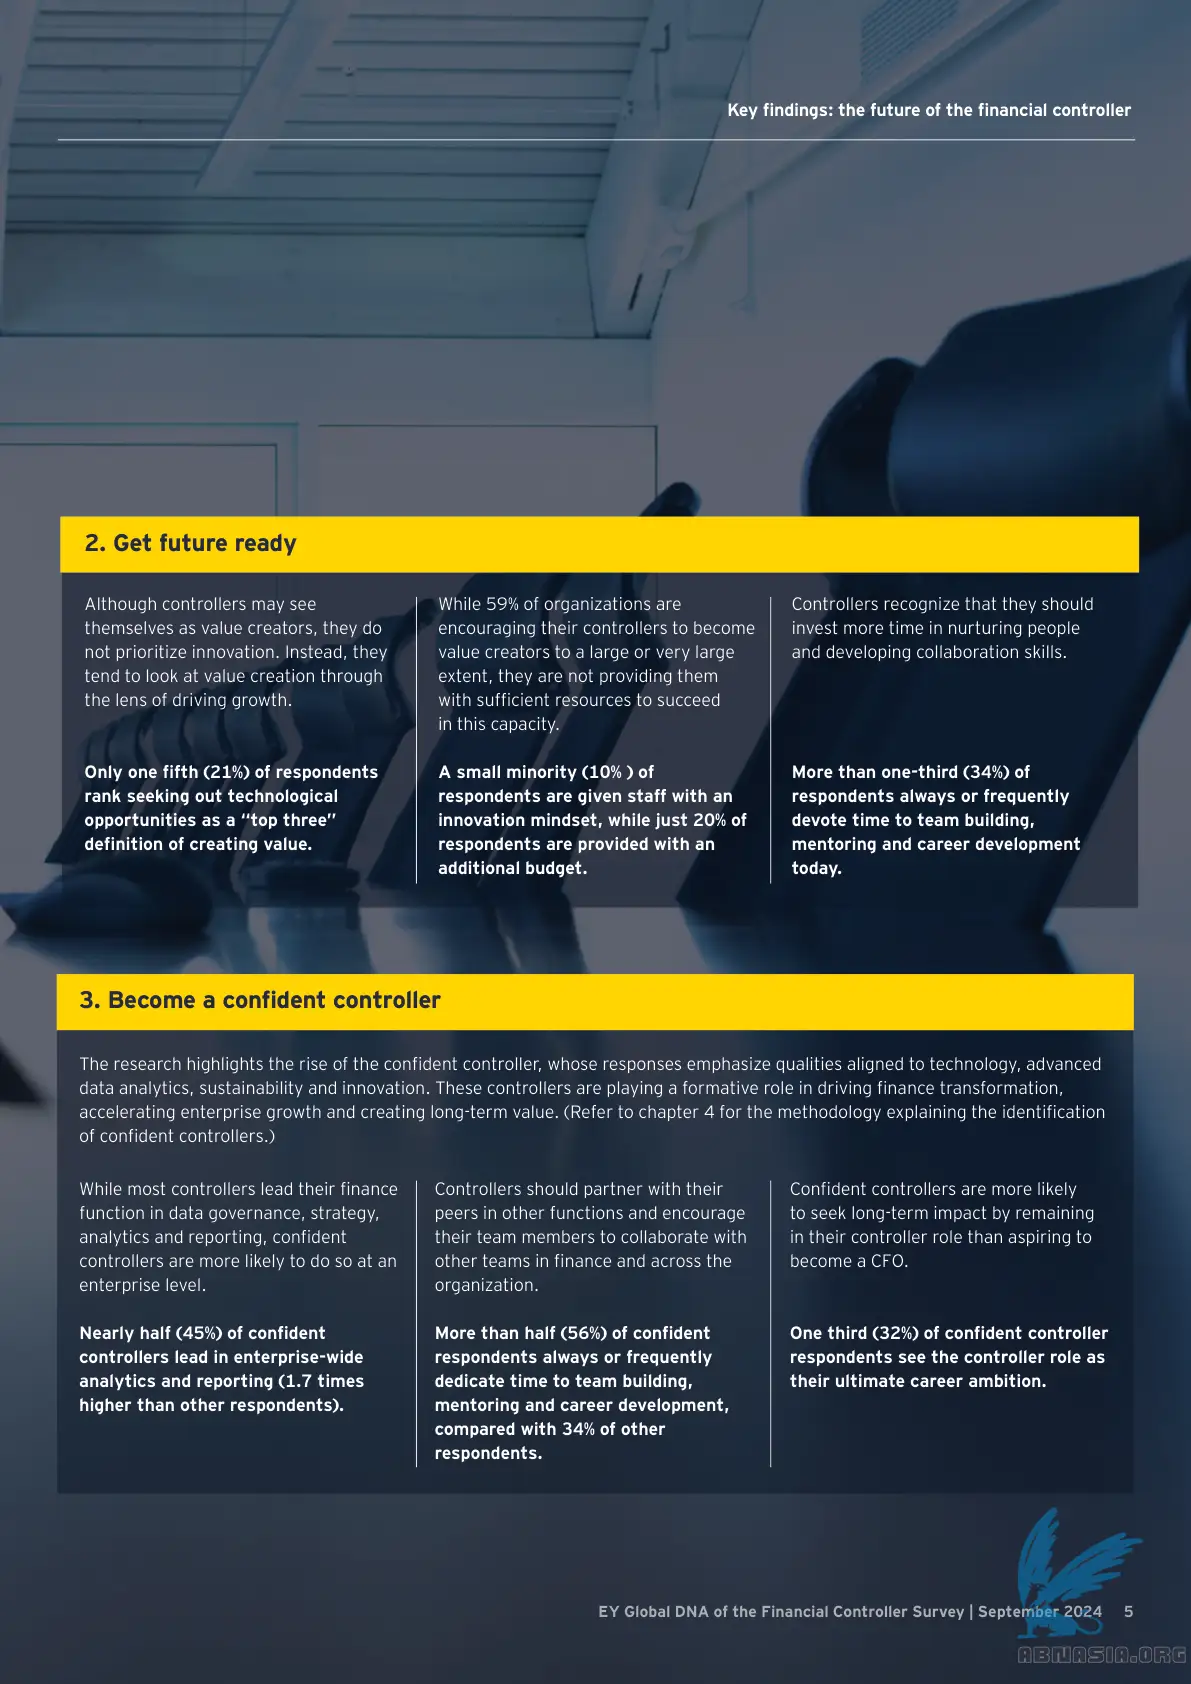 Key findings: the future of the financial controller
2. Get future ready
Although controllers may see
themselves as value creators, they do
not prioritize innovation. Instead, they
tend to look at value creation through
the lens of driving growth.
Only one fifth (21%) of respondents
rank seeking out technological
opportunities as a “top three”
definition of creating value.
While 59% of organizations are
encouraging their controllers to become
value creators to a large or very large
extent, they are not providing them
with sufficient resources to succeed
in this capacity.
A small minority (10% ) of
respondents are given staff with an
innovation mindset, while just 20% of
respondents are provided with an
additional budget.
Controllers recognize that they should
invest more time in nurturing people
and developing collaboration skills.
More than one-third (34%) of
respondents always or frequently
devote time to team building,
mentoring and career development
today.
3. Become a confident controller
The research highlights the rise of the confident controller, whose responses emphasize qualities aligned to technology, advanced
data analytics, sustainability and innovation. These controllers are playing a formative role in driving finance transformation,
accelerating enterprise growth and creating long-term value. (Refer to chapter 4 for the methodology explaining the identification
of confident controllers.)
While most controllers lead their finance
function in data governance, strategy,
analytics and reporting, confident
controllers are more likely to do so at an
enterprise level.
Nearly half (45%) of confident
controllers lead in enterprise-wide
analytics and reporting (1.7 times
higher than other respondents).
Controllers should partner with their
peers in other functions and encourage
their team members to collaborate with
other teams in finance and across the
organization.
More than half (56%) of confident
respondents always or frequently
dedicate time to team building,
mentoring and career development,
compared with 34% of other
respondents.
Confident controllers are more likely
to seek long-term impact by remaining
in their controller role than aspiring to
become a CFO.
One third (32%) of confident controller
respondents see the controller role as
their ultimate career ambition.
EY Global DNA of the Financial Controller Survey | September 2024 5
ABNASIA.ORG